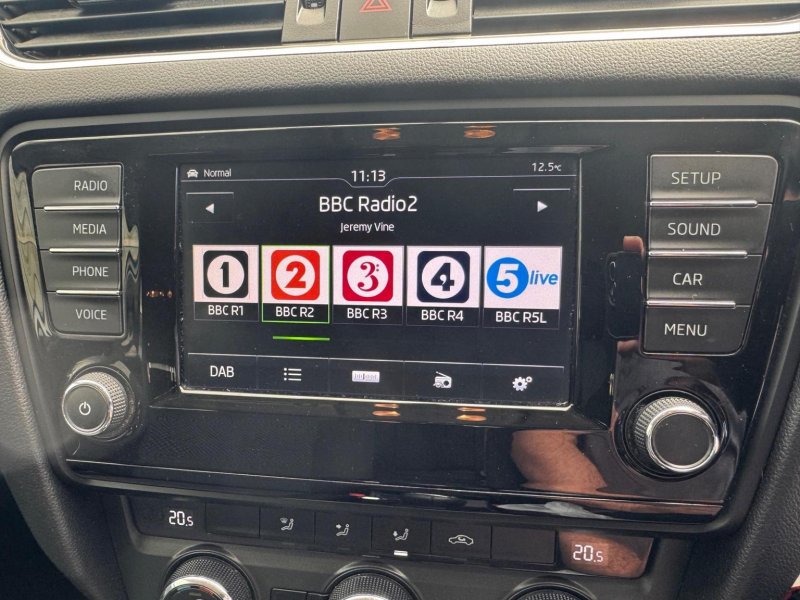 Normal
11:13
12.5°C
BBC Radio2
Jeremy Vine
RADIO
MEDIA
PHONE
VOICE
1
2
3
4
5 live
BBC R1
BBC R2
BBC R3
BBC R4
BBC R5L
DAB
SETUP
SOUND
CAR
MENU
20.5
20.5